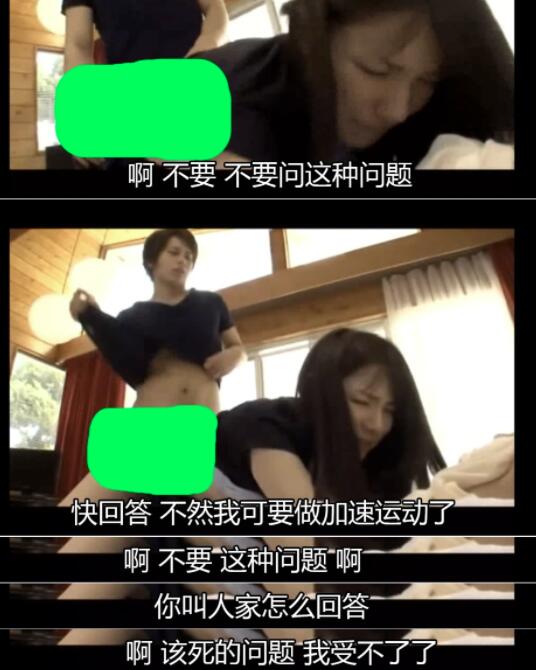 啊 不要 不要问这种问题
快回答 不然我可要做加速运动了
啊 不要 这种问题 啊
你叫人家怎么回答
啊 该死的问题 我受不了了